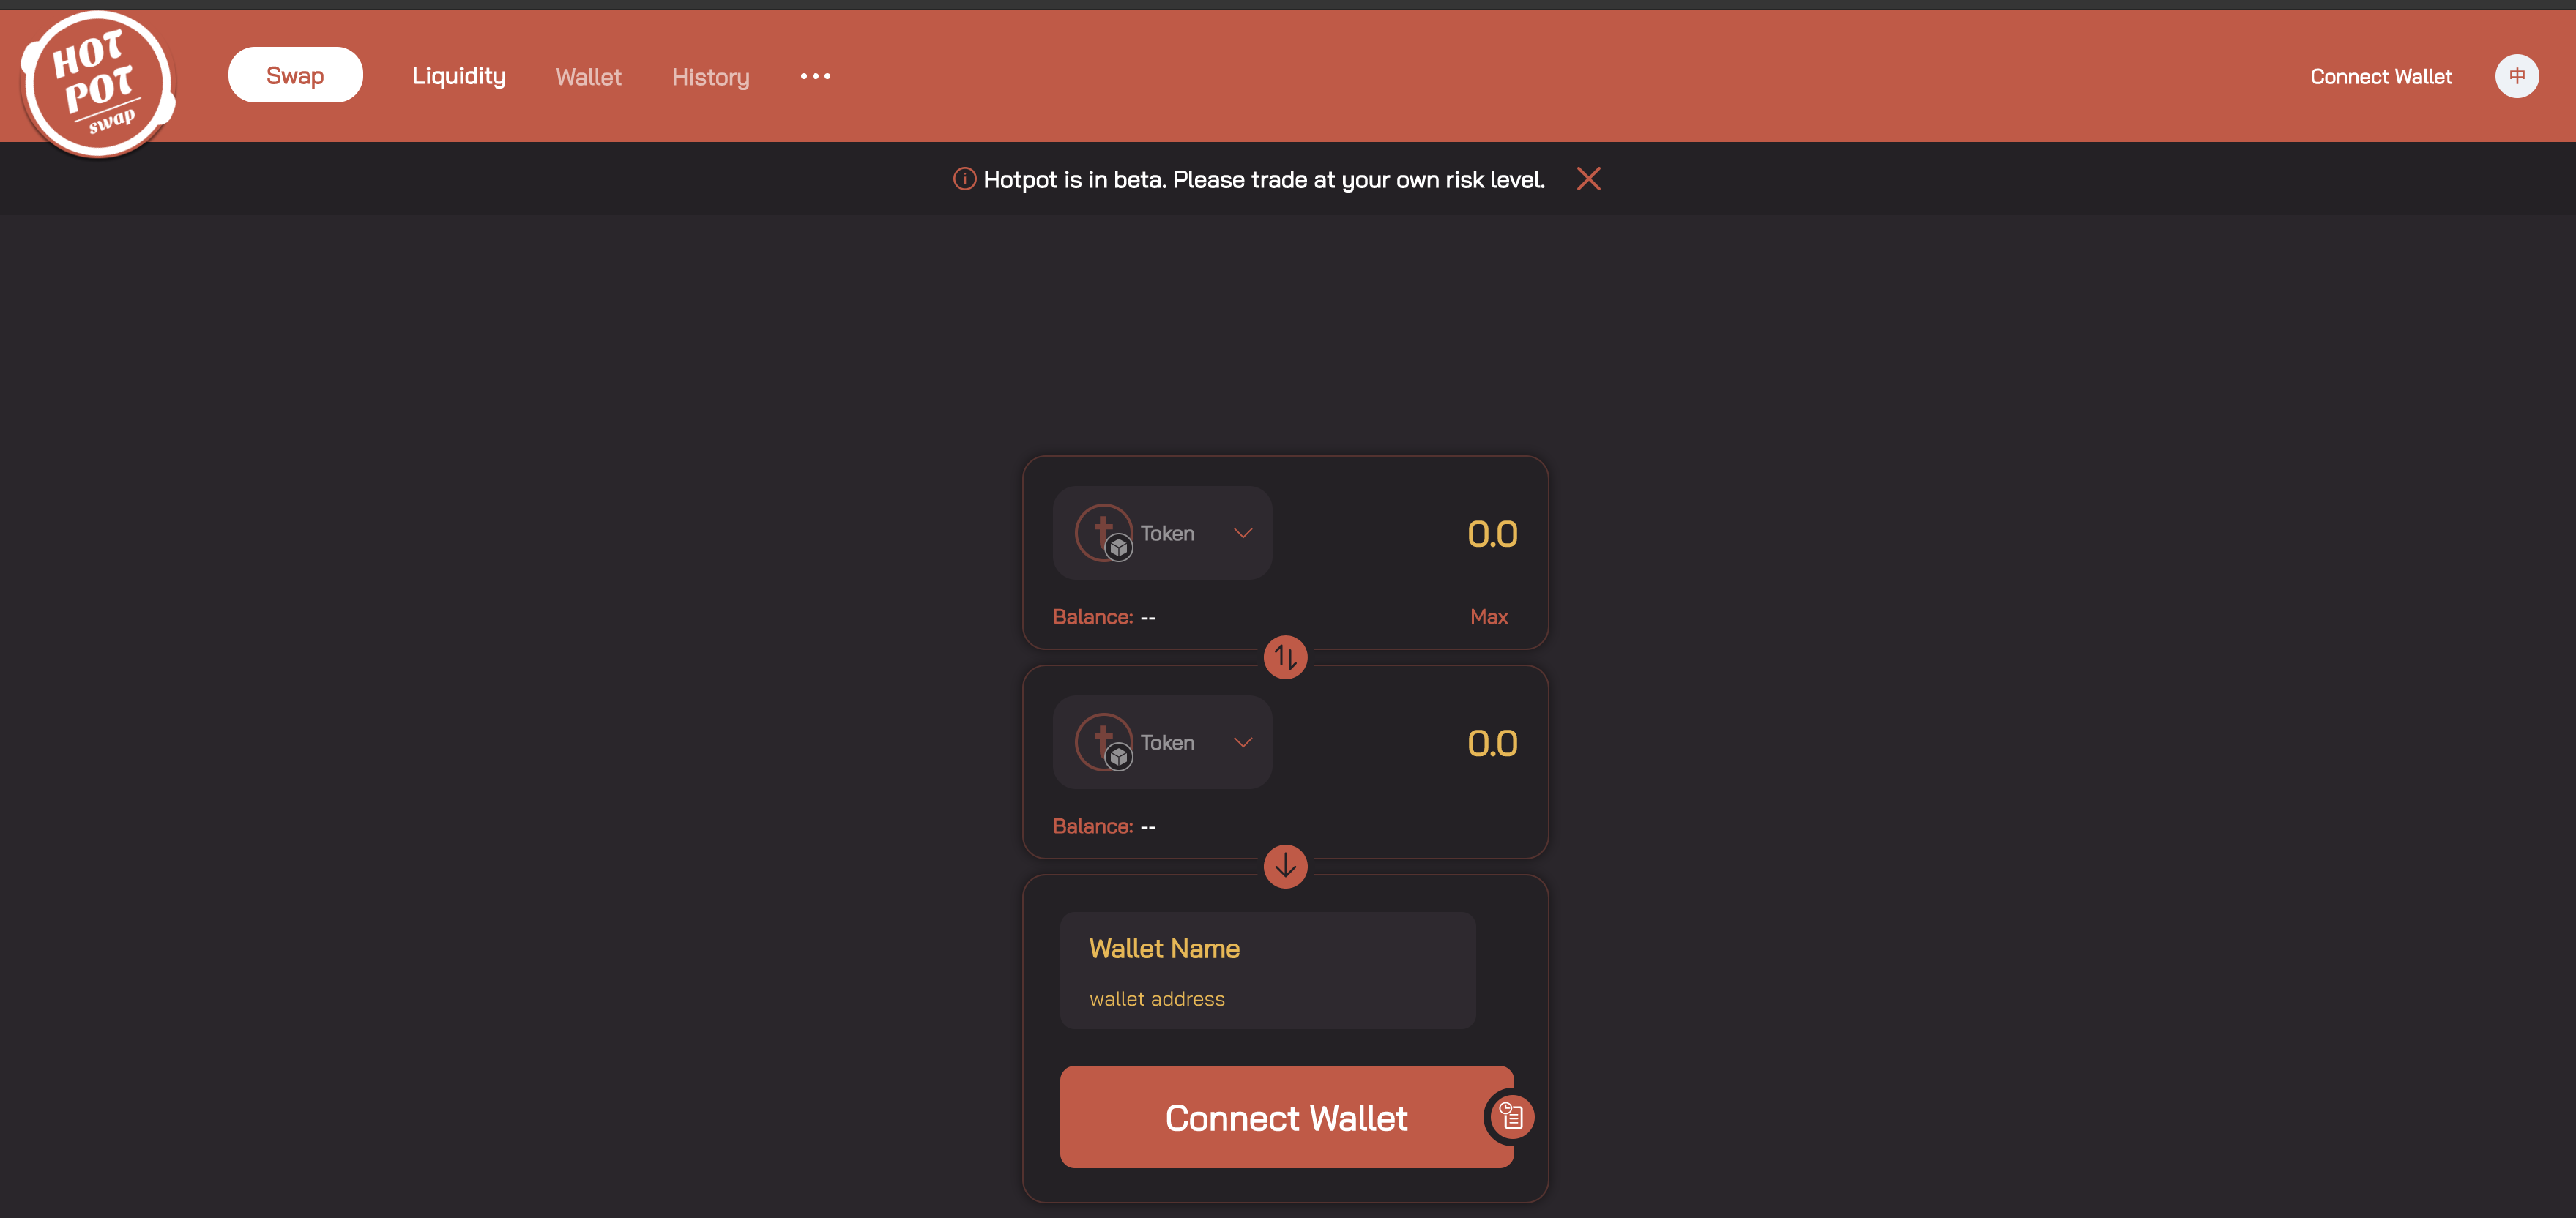 HOT
POT
swap
Swap Liquidity Wallet History
Connect Wallet 中
Hotpot is in beta. Please trade at your own risk level.
Token 0.0
Balance: -- Max
Token 0.0
Balance: --
Wallet Name
wallet address
Connect Wallet